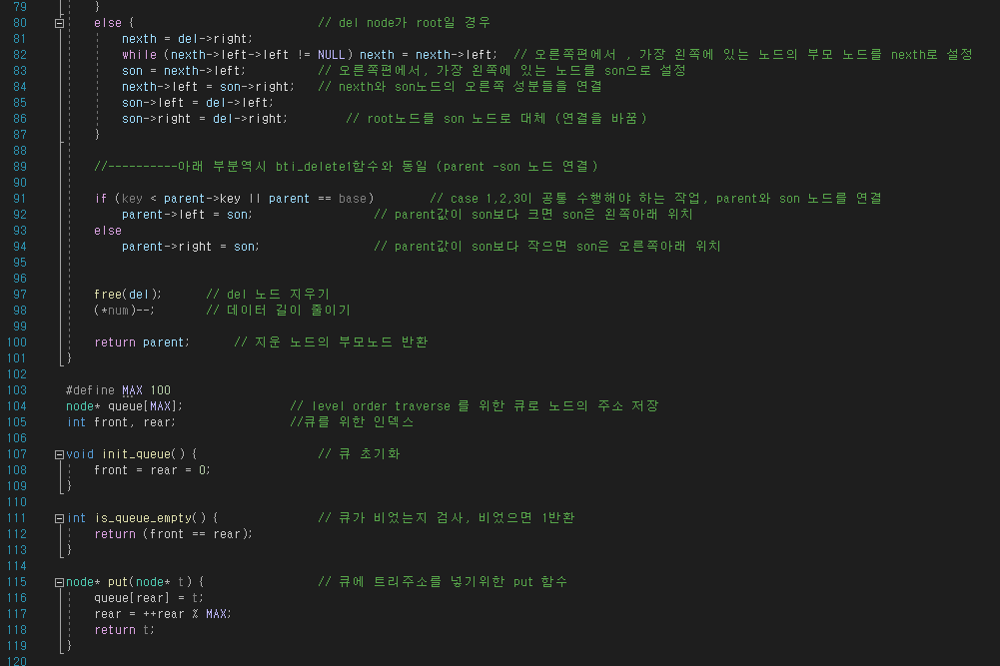 79 }
80 else { // del node가 root일 경우
81 nexth = del->right;
82 while (nexth->left->left != NULL) nexth = nexth->left; // 오른쪽편에서 , 가장 왼쪽에 있는 노드의 부모 노드를 nexth로 설정
83 son = nexth->left; // 오른쪽편에서, 가장 왼쪽에 있는 노드를 son으로 설정
84 nexth->left = son->right; // nexth와 son노드의 오른쪽 성분들을 연결
85 son->left = del->left;
86 son->right = del->right; // root노드를 son 노드로 대체 (연결을 바꿈)
87 }
88
89 //----------아래 부분역시 bti_delete1함수와 동일 (parent -son 노드 연결)
90
91 if (key < parent->key || parent == base) // case 1,2,3이 공통 수행해야 하는 작업, parent와 son 노드를 연결
92 parent->left = son; // parent값이 son보다 크면 son은 왼쪽아래 위치
93 else
94 parent->right = son; // parent값이 son보다 작으면 son은 오른쪽아래 위치
95
96
97 free(del); // del 노드 지우기
98 (*num)--; // 데이터 길이 줄이기
99
100 return parent; // 지운 노드의 부모노드 반환
101 }
102
103 #define MAX 100
104 node* queue[MAX]; // level order traverse 를 위한 큐로 노드의 주소 저장
105 int front, rear; //큐를 위한 인덱스
106
107 void init_queue() { // 큐 초기화
108 front = rear = 0;
109 }
110
111 int is_queue_empty() { // 큐가 비었는지 검사, 비었으면 1반환
112 return (front == rear);
113 }
114
115 node* put(node* t) { // 큐에 트리주소를 넣기위한 put 함수
116 queue[rear] = t;
117 rear = ++rear % MAX;
118 return t;
119 }
120